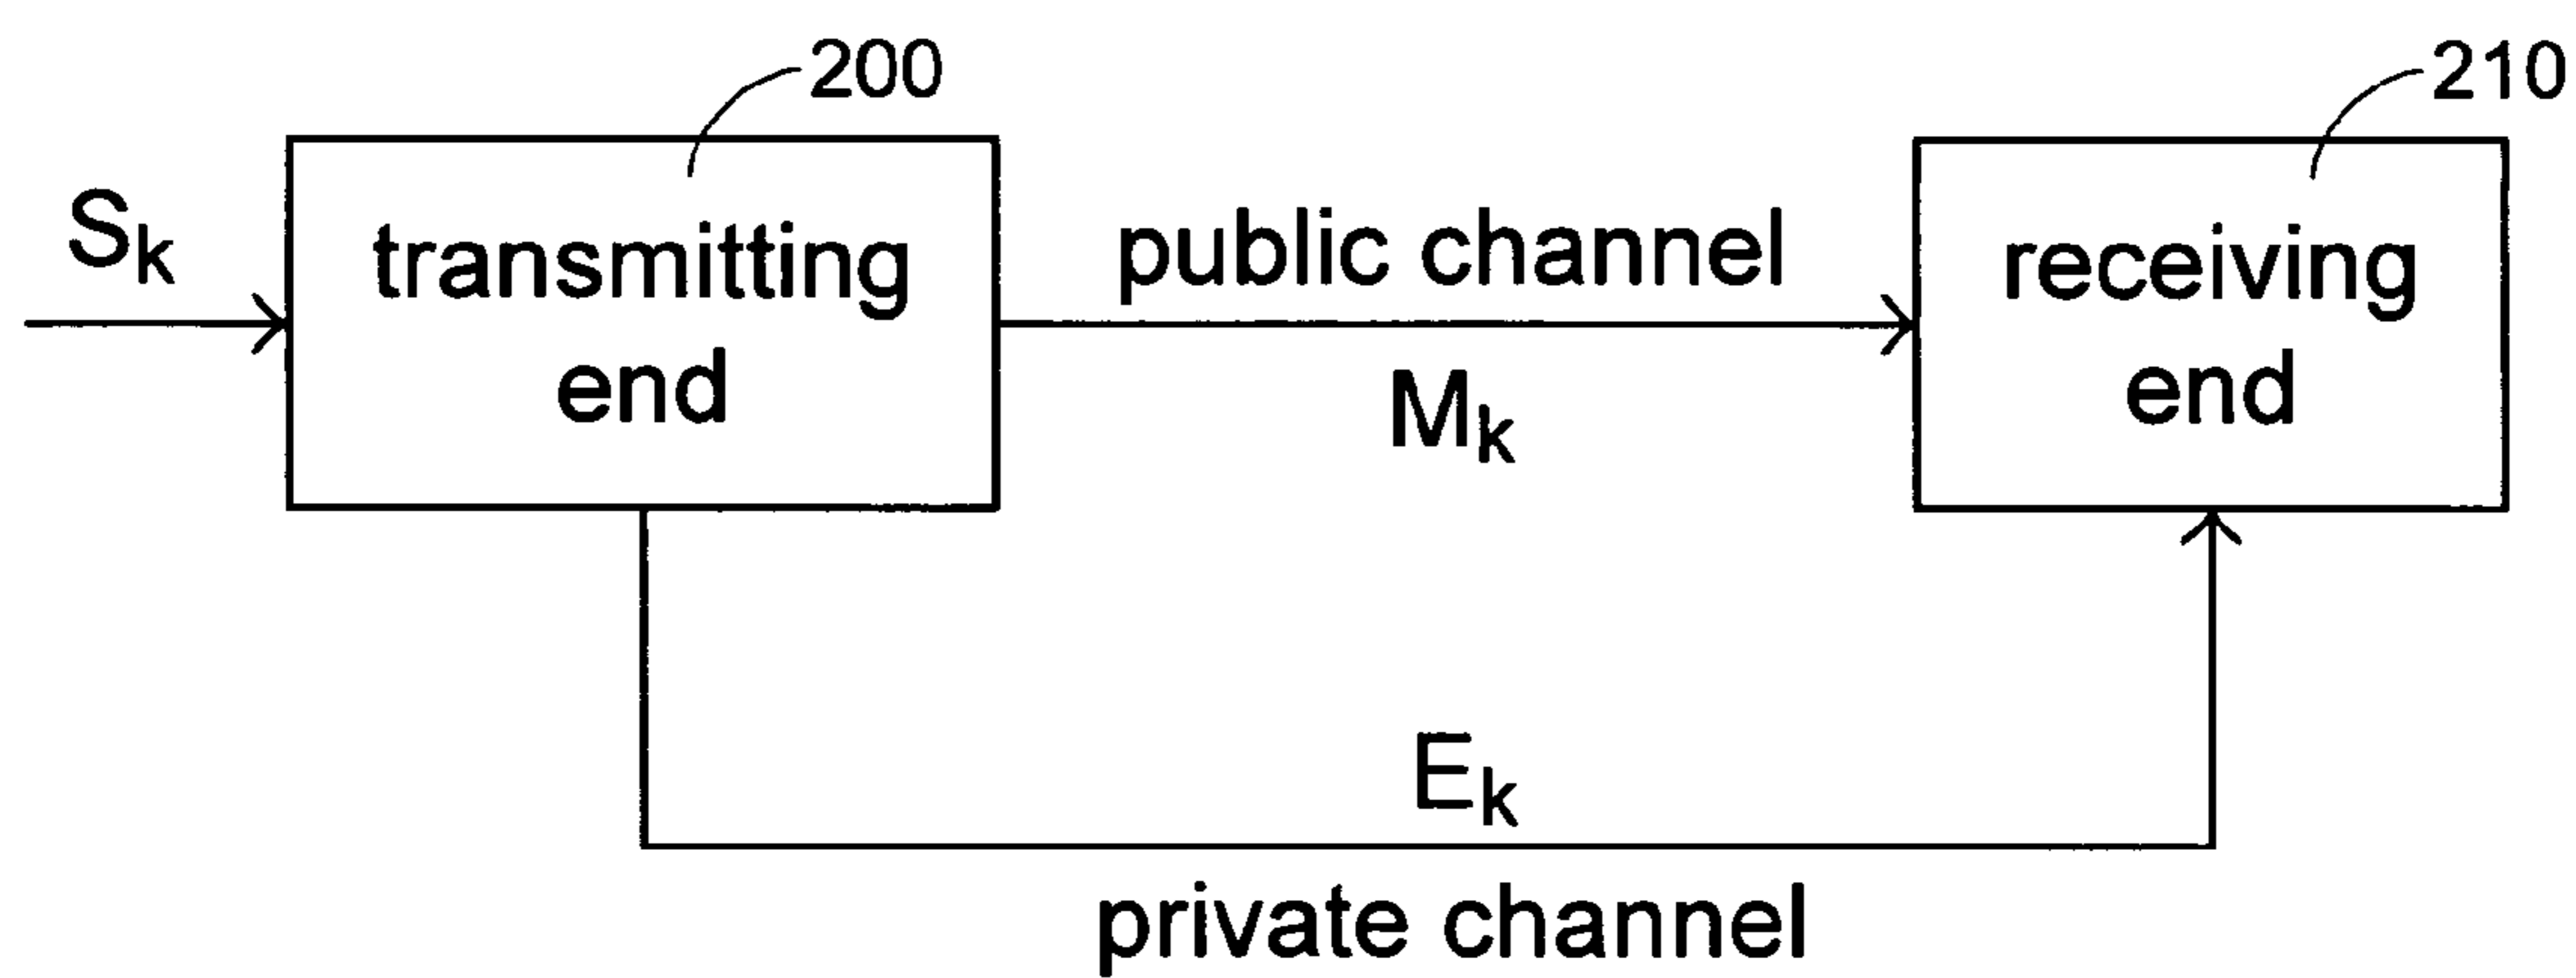 200
210
Sk
transmitting
end
public channel
Mk
receiving
end
Ek
private channel